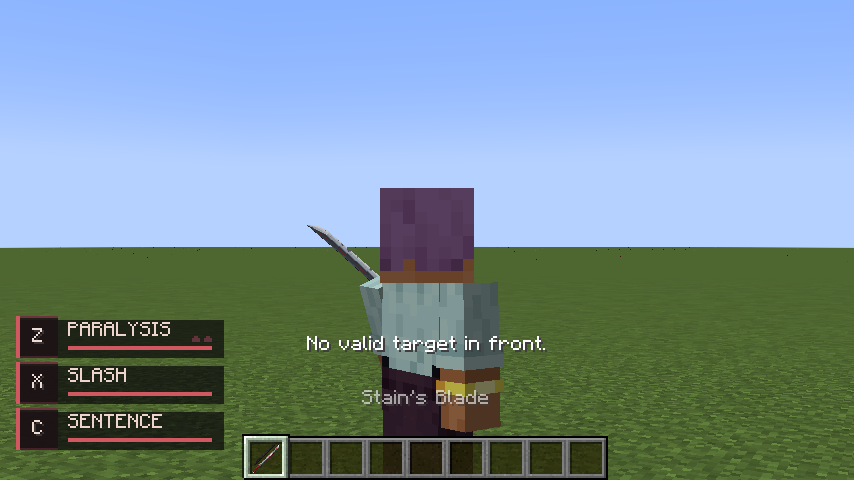 Z PARALYSIS
X SLASH
C SENTENCE
No valid target in front.
Stain's Blade